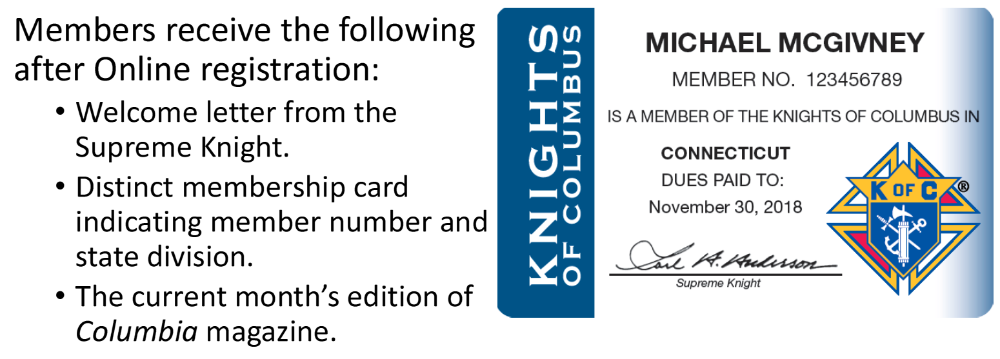 Members receive the following
after Online registration:
• Welcome letter from the
Supreme Knight.
• Distinct membership card
indicating member number and
state division.
• The current month’s edition of
Columbia magazine.
KNIGHTS
OF COLUMBUS
MICHAEL MCGIVNEY
MEMBER NO. 123456789
IS A MEMBER OF THE KNIGHTS OF COLUMBUS IN
CONNECTICUT
DUES PAID TO:
November 30, 2018
Carl A. Anderson
Supreme Knight
K OF C ®